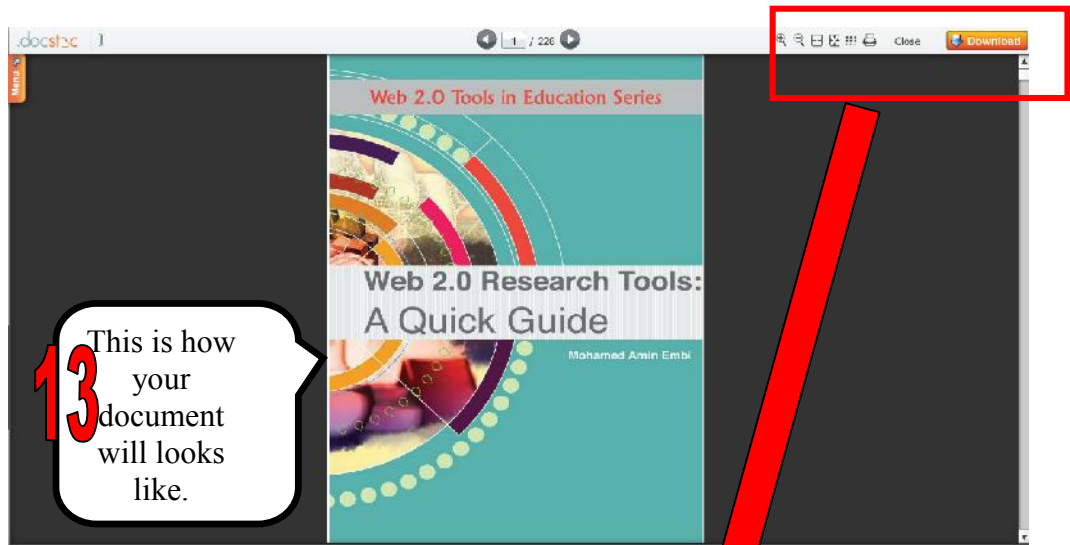 .docstoc
1 / 226
Close
Download
Menu
Web 2.0 Tools in Education Series
Web 2.0 Research Tools:
A Quick Guide
Mohamed Amin Embi
13
This is how
your
document
will looks
like.